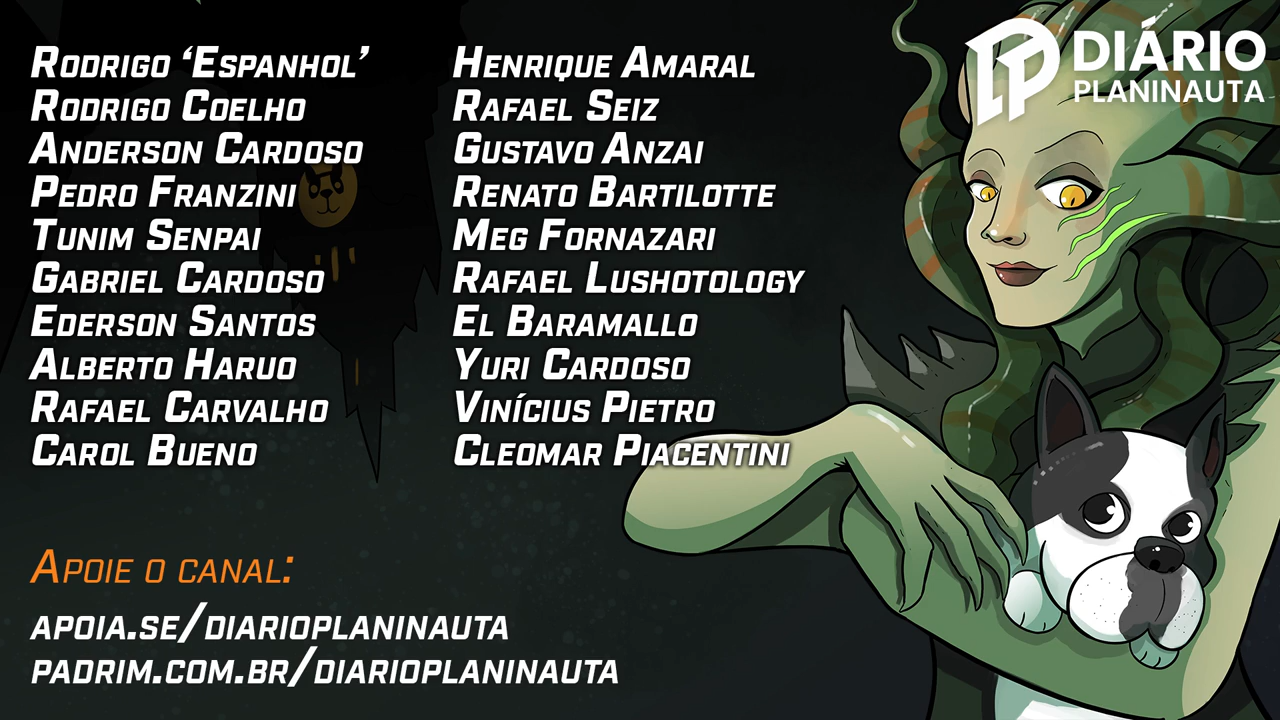 Rodrigo ‘Espanhol’
Rodrigo Coelho
Anderson Cardoso
Pedro Franzini
Tunim Senpai
Gabriel Cardoso
Ederson Santos
Alberto Haruo
Rafael Carvalho
Carol Bueno
Henrique Amaral
Rafael Seiz
Gustavo Anzai
Renato Bartilotte
Meg Fornazari
Rafael Lushotology
El Baramallo
Yuri Cardoso
Vinícius Pietro
Cleomar Piacentini
Apoie o canal:
apoia.se/diarioplaninauta
padrim.com.br/diarioplaninauta
DIÁRIO
PLANINAUTA